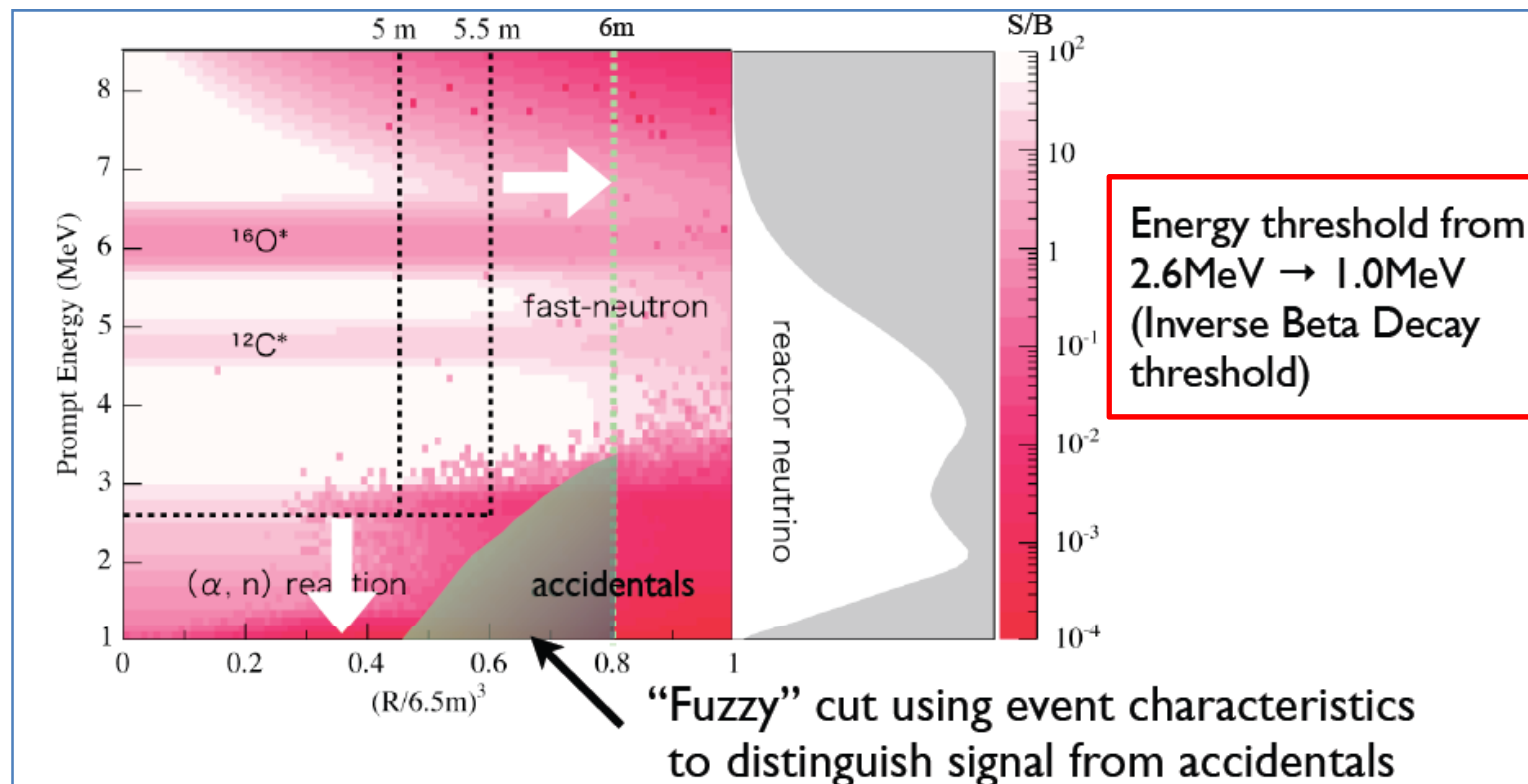 5 m 5.5 m 6m S/B
8
7
6
5
4
3
2
1
Prompt Energy (MeV)
¹⁶O*
¹²C*
fast-neutron
(α, n) rea tion
accidentals
0 0.2 0.4 0.6 0.8 1
(R/6.5m)³
reactor neutrino
10²
10
1
10⁻¹
10⁻²
10⁻³
10⁻⁴
Energy threshold from
2.6MeV → 1.0MeV
(Inverse Beta Decay
threshold)
“Fuzzy” cut using event characteristics
to distinguish signal from accidentals